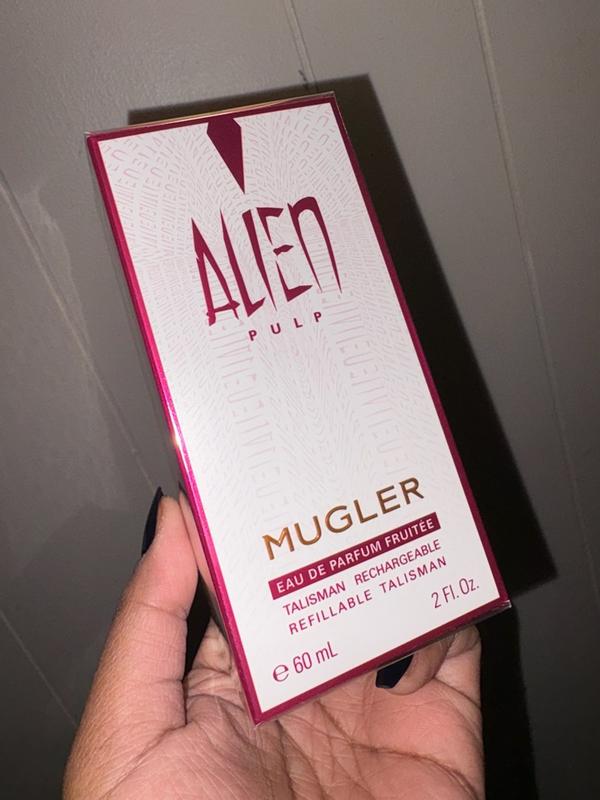 ALIEN
PULP
MUGLER
EAU DE PARFUM FRUITÉE
TALISMAN RECHARGEABLE
REFILLABLE TALISMAN
2 Fl. Oz.
℮ 60 mL